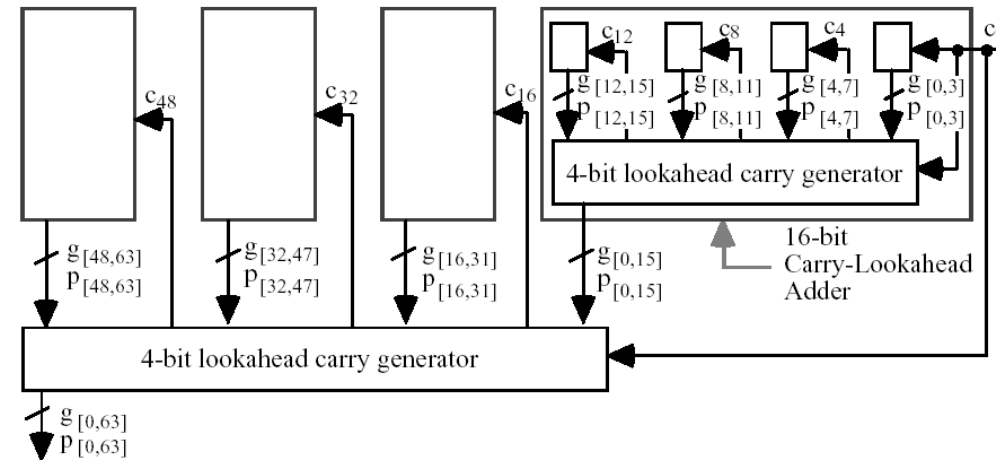 c12 c8 c4 c
g[12,15] g[8,11] g[4,7] g[0,3]
p[12,15] p[8,11] p[4,7] p[0,3]
c48 c32 c16
4-bit lookahead carry generator
g[48,63] g[32,47] g[16,31] g[0,15]
p[48,63] p[32,47] p[16,31] p[0,15]
16-bit
Carry-Lookahead
Adder
4-bit lookahead carry generator
g[0,63]
p[0,63]